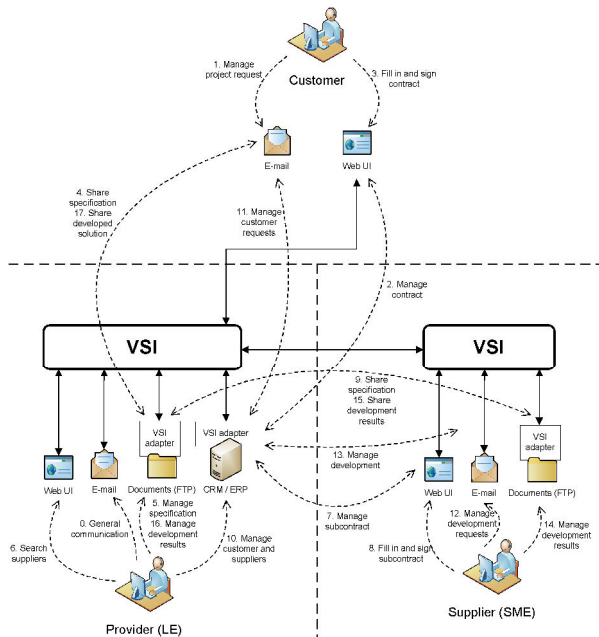 1. Manage
project request
Customer
3. Fill in and sign
contract
E-mail
Web UI
4. Share
specification
17. Share
developed
solution
11. Manage
customer
requests
2. Manage
contract
VSI
VSI
9. Share
specification
15. Share
development
results
VSI
adapter
VSI adapter
VSI
adapter
13. Manage
development
Web UI
E-mail
Documents (FTP)
CRM / ERP
Web UI
E-mail
Documents (FTP)
0. General
communication
5. Manage
specification
16. Manage
development
results
7. Manage
subcontract
12. Manage
development
requests
14. Manage
development
results
6. Search
suppliers
10. Manage
customer and
suppliers
8. Fill in and sign
subcontract
Provider (LE)
Supplier (SME)